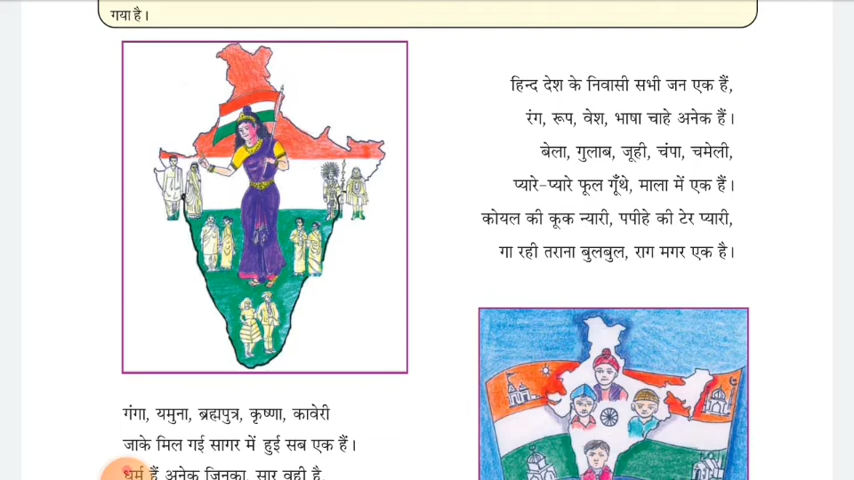 गया है।
हिन्द देश के निवासी सभी जन एक हैं,
रंग, रूप, वेश, भाषा चाहे अनेक हैं।
बेला, गुलाब, जूही, चंपा, चमेली,
प्यारे-प्यारे फूल गूँथे, माला में एक हैं।
कोयल की कूक न्यारी, पपीहे की टेर प्यारी,
गा रही तराना बुलबुल, राग मगर एक है।
गंगा, यमुना, ब्रह्मपुत्र, कृष्णा, कावेरी
जाके मिल गई सागर में हुई सब एक हैं।
धर्म हैं अनेक जिनका, सार वही है,